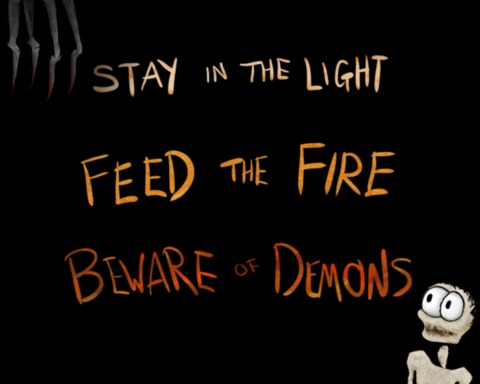 STAY IN THE LIGHT
FEED THE FIRE
BEWARE OF DEMONS